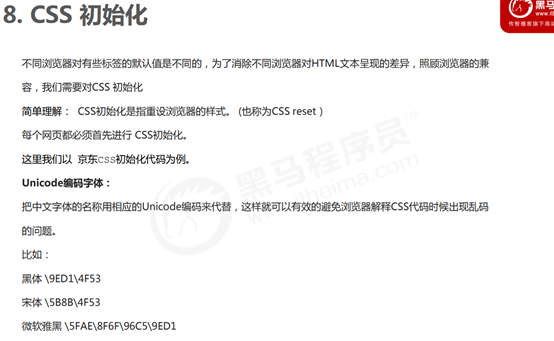 8. CSS 初始化
黑马
www.it
传智播客旗下高端
不同浏览器对有些标签的默认值是不同的，为了消除不同浏览器对HTML文本呈现的差异，照顾浏览器的兼
容，我们需要对CSS 初始化
简单理解： CSS初始化是指重设浏览器的样式。 (也称为CSS reset ）
每个网页都必须首先进行 CSS初始化。
这里我们以 京东CSS初始化代码为例。
Unicode编码字体：
把中文字体的名称用相应的Unicode编码来代替，这样就可以有效的避免浏览器解释CSS代码时候出现乱码
的问题。
比如：
黑体 \9ED1\4F53
宋体 \5B8B\4F53
微软雅黑 \5FAE\8F6F\96C5\9ED1
黑马程序员™
www.itheima.com